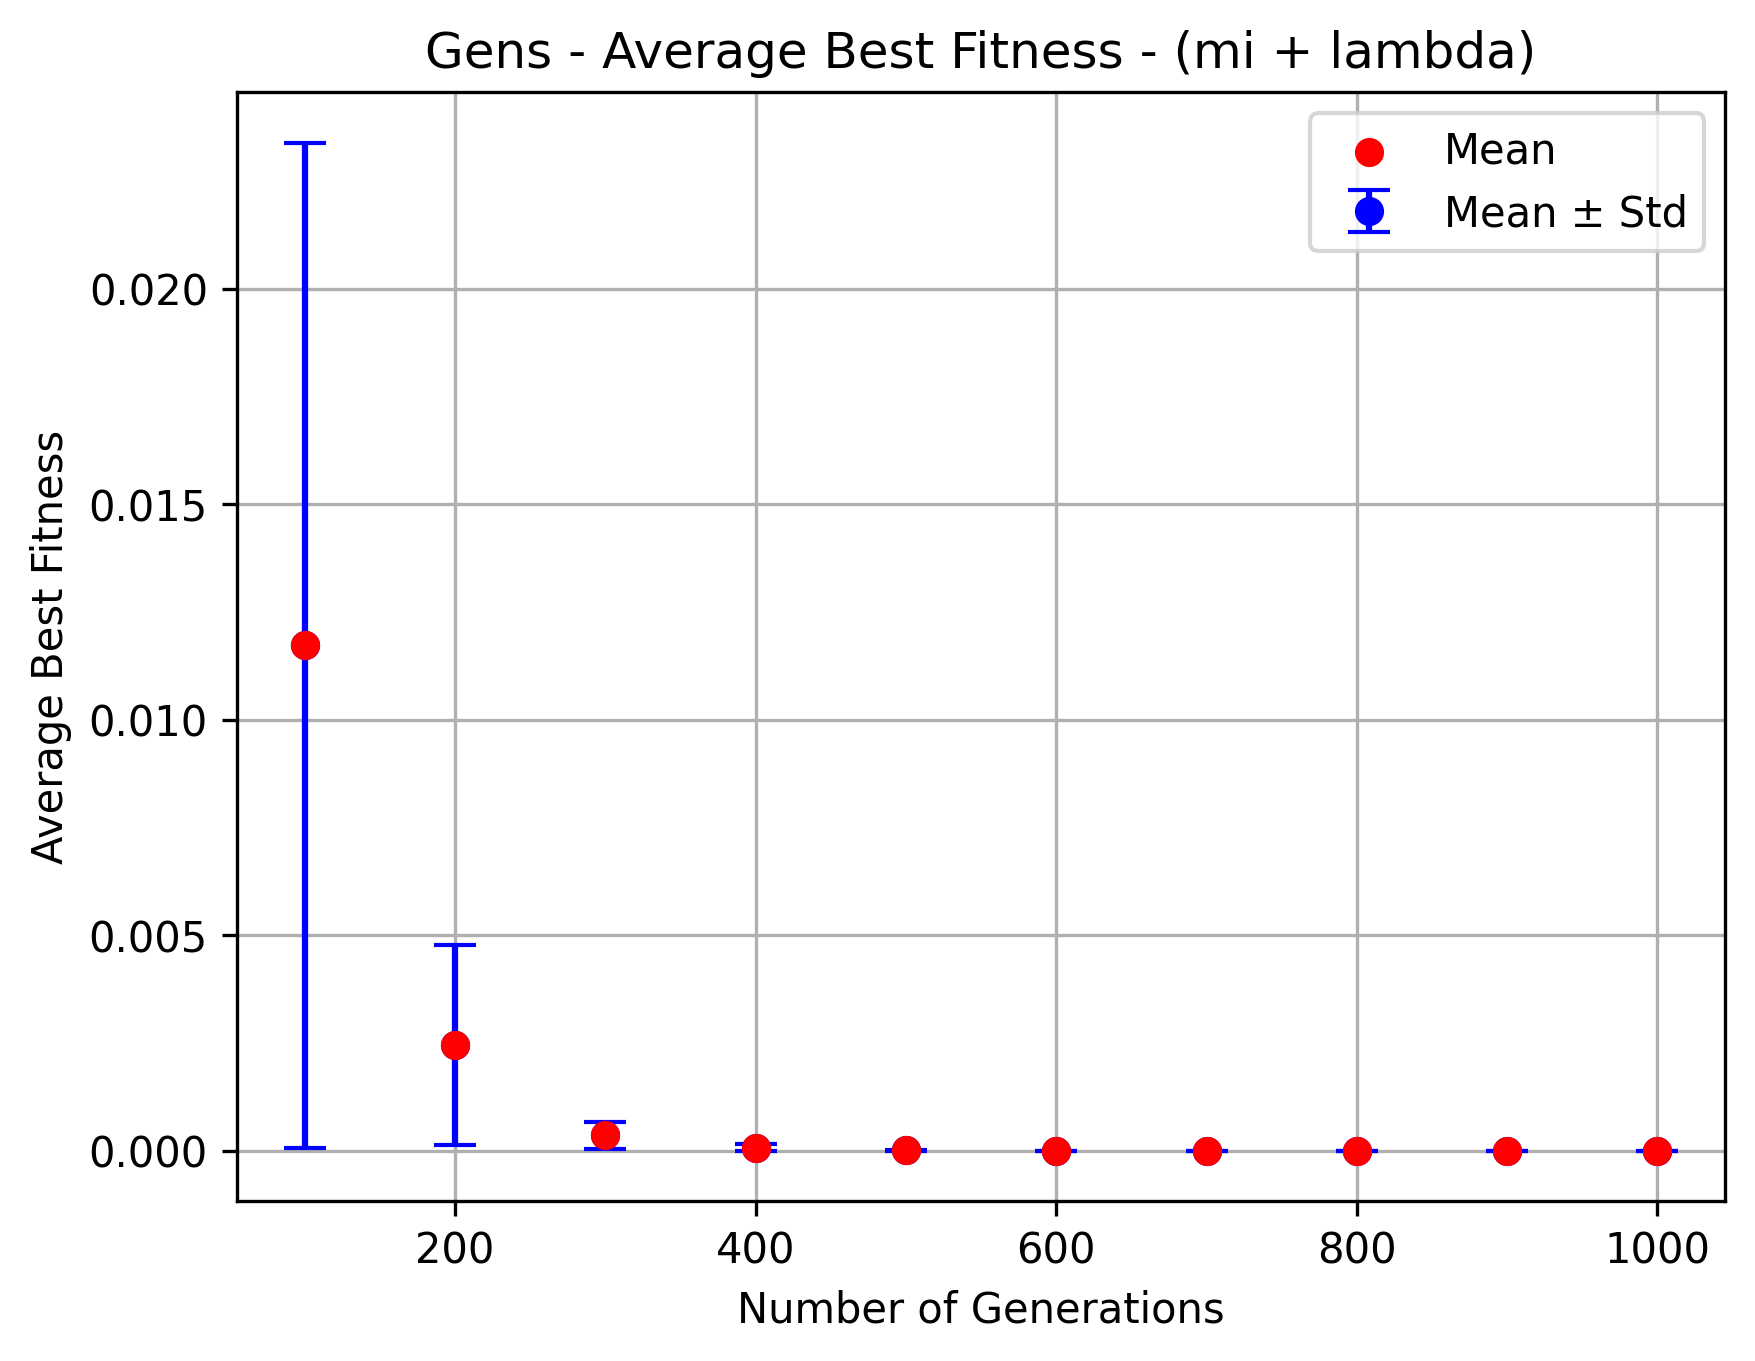 Gens - Average Best Fitness - (mi + lambda)
Mean
Mean ± Std
Average Best Fitness
0.020
0.015
0.010
0.005
0.000
200
400
600
800
1000
Number of Generations